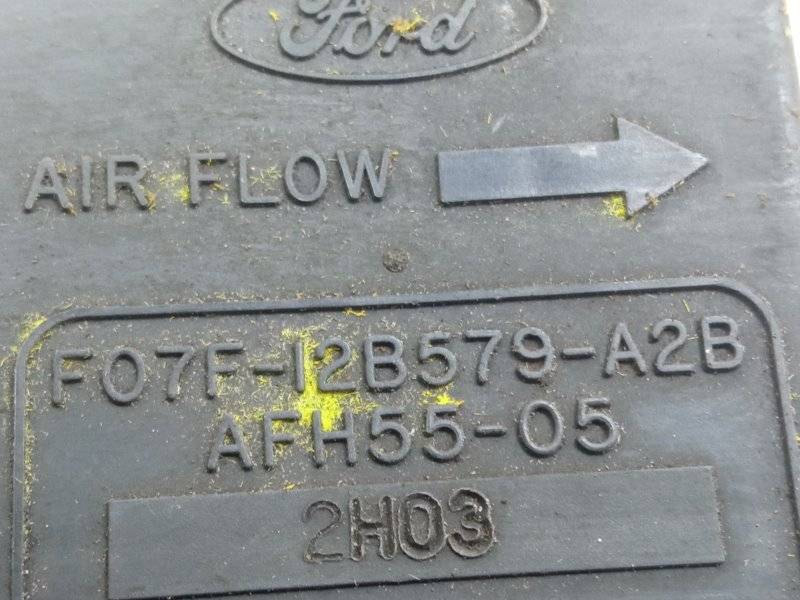 Ford
AIR FLOW
F07F-12B579-A2B
AFH55-05
2H03